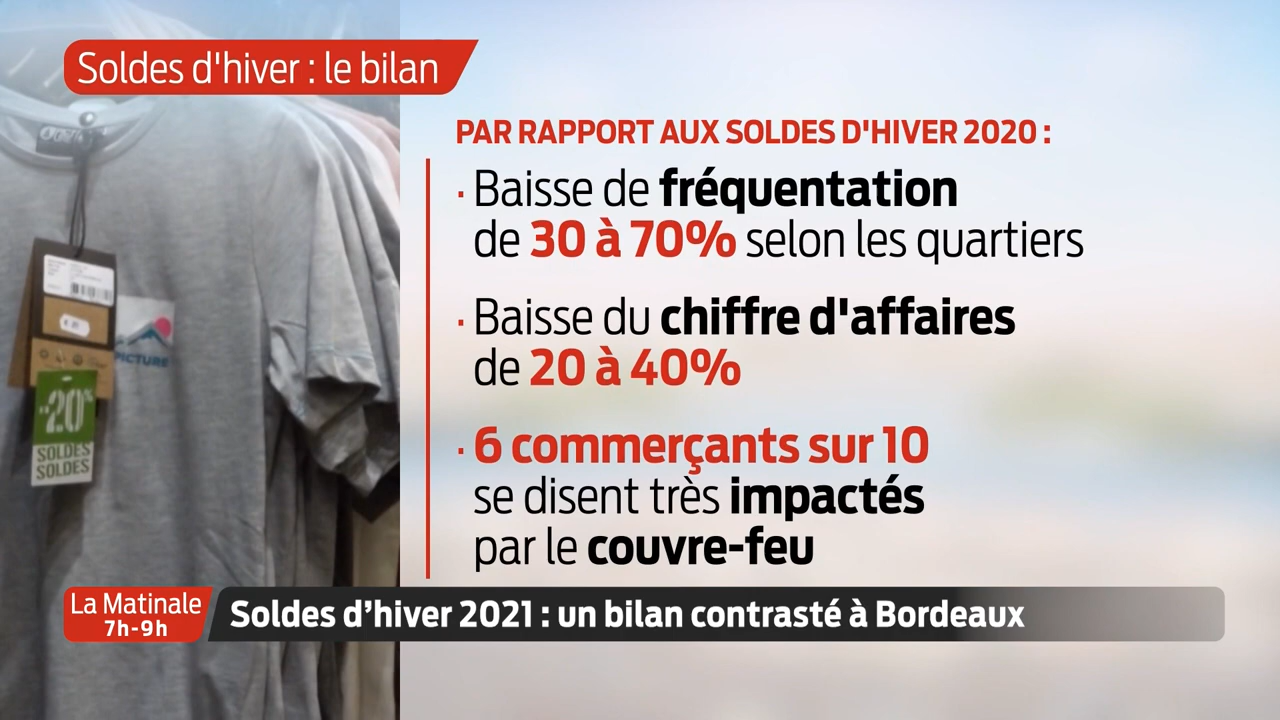 Soldes d'hiver : le bilan
PAR RAPPORT AUX SOLDES D'HIVER 2020 :
· Baisse de fréquentation
de 30 à 70% selon les quartiers
· Baisse du chiffre d'affaires
de 20 à 40%
· 6 commerçants sur 10
se disent très impactés
par le couvre-feu
PICTURE
-20%
SOLDES
SOLDES
La Matinale
7h-9h
Soldes d’hiver 2021 : un bilan contrasté à Bordeaux